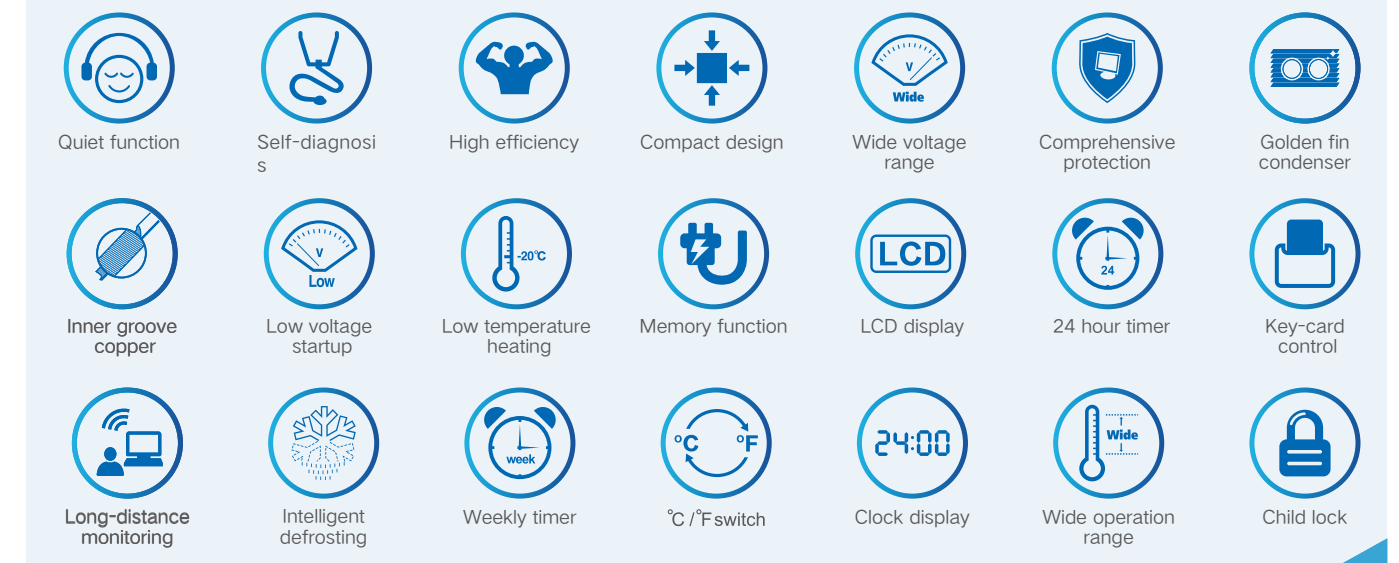 V
Wide
Quiet function
Self-diagnosi
s
High efficiency
Compact design
Wide voltage
range
Comprehensive
protection
Golden fin
condenser
V
Low
-20℃
LCD
24
Inner groove
copper
Low voltage
startup
Low temperature
heating
Memory function
LCD display
24 hour timer
Key-card
control
week
°C
°F
24:00
Wide
Long-distance
monitoring
Intelligent
defrosting
Weekly timer
℃ /℉ switch
Clock display
Wide operation
range
Child lock